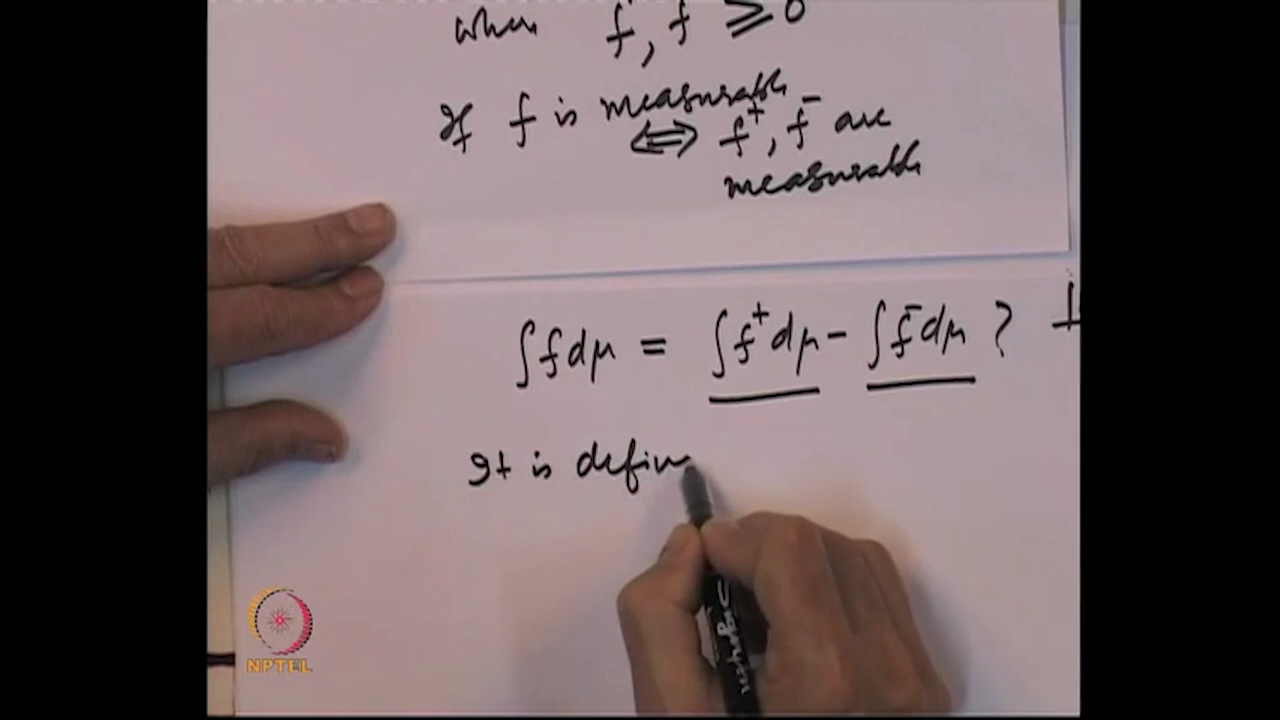 when f, f ≥ 0
If f is measurable
⟺ f⁺, f⁻ are
measurable
∫f dμ = ∫f⁺dμ - ∫f⁻dμ ?
It is defin
NPTEL